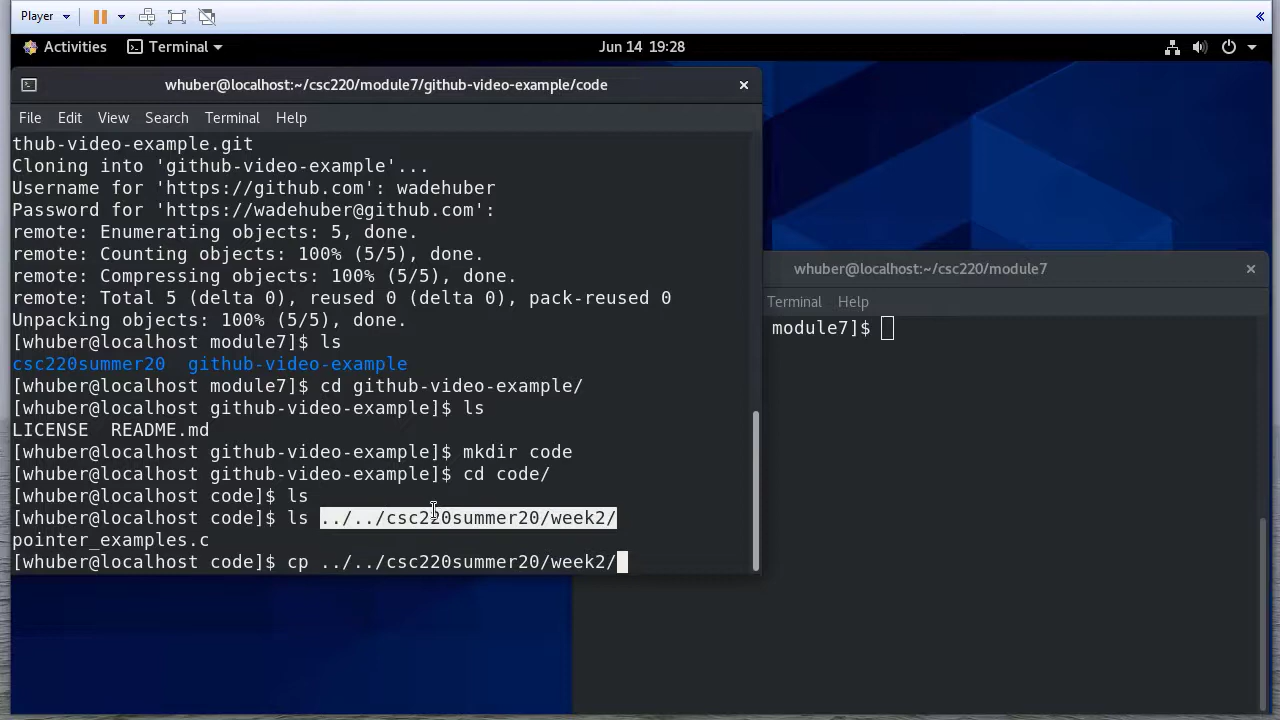 Player
«
Activities Terminal Jun 14 19:28
whuber@localhost:~/csc220/module7/github-video-example/code ×
File Edit View Search Terminal Help
thub-video-example.git
Cloning into 'github-video-example'...
Username for 'https://github.com': wadehuber
Password for 'https://wadehuber@github.com':
remote: Enumerating objects: 5, done.
remote: Counting objects: 100% (5/5), done.
remote: Compressing objects: 100% (5/5), done.
remote: Total 5 (delta 0), reused 0 (delta 0), pack-reused 0
Unpacking objects: 100% (5/5), done.
[whuber@localhost module7]$ ls
csc220summer20 github-video-example
[whuber@localhost module7]$ cd github-video-example/
[whuber@localhost github-video-example]$ ls
LICENSE README.md
[whuber@localhost github-video-example]$ mkdir code
[whuber@localhost github-video-example]$ cd code/
[whuber@localhost code]$ ls
[whuber@localhost code]$ ls ../../csc220summer20/week2/
pointer_examples.c
[whuber@localhost code]$ cp ../../csc220summer20/week2/
whuber@localhost:~/csc220/module7 ×
Terminal Help
module7]$